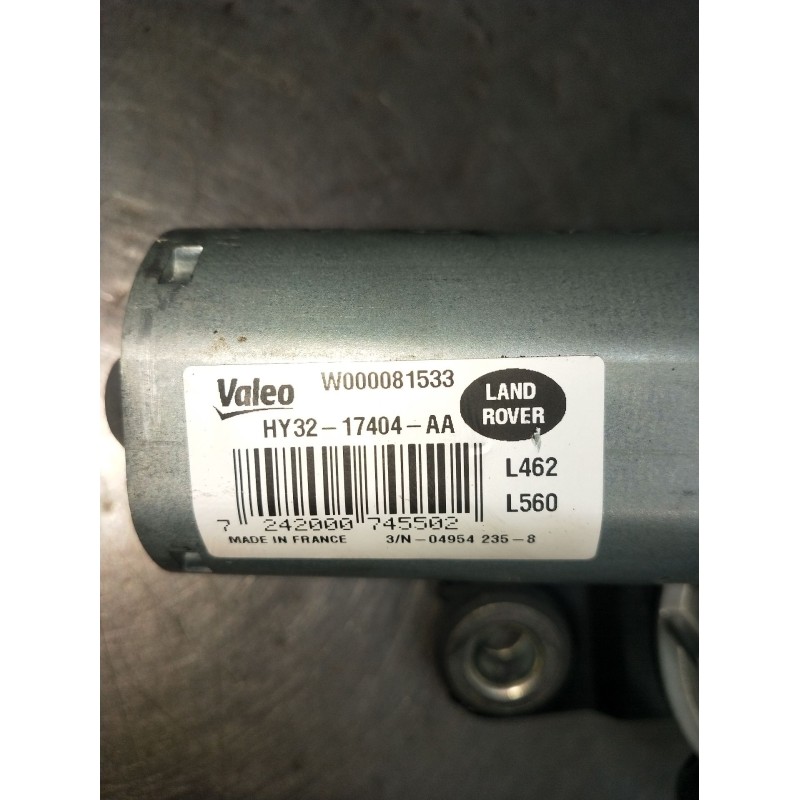 Valeo W000081533
LAND
ROVER
HY32-17404-AA
L462
L560
7 242000 745502
MADE IN FRANCE 3/N-04954 235-8